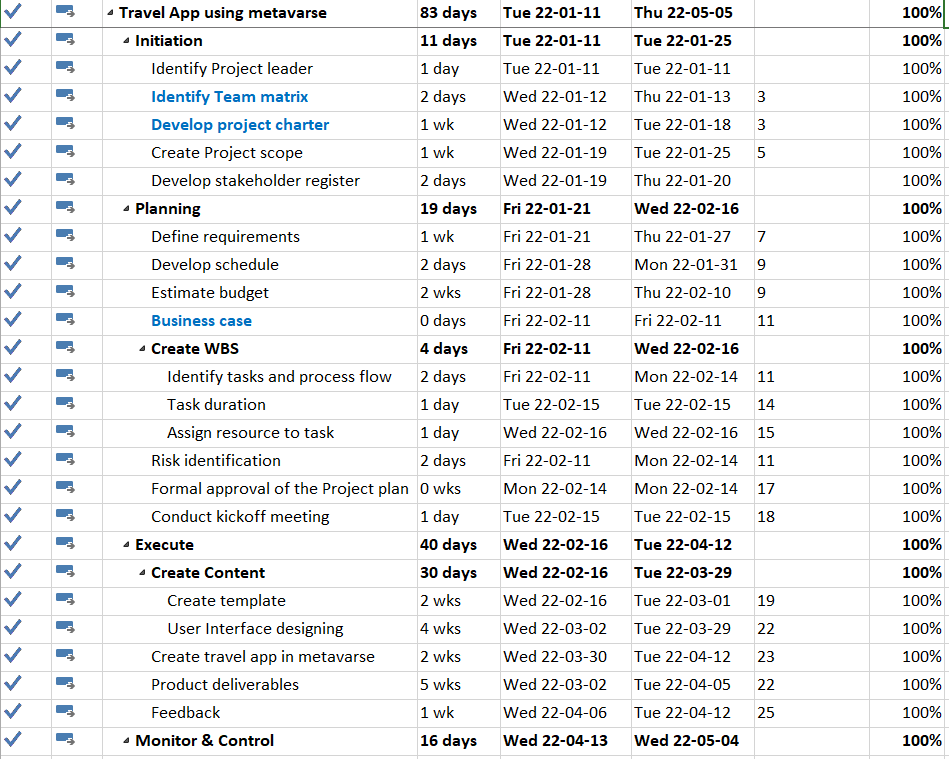 Travel App using metavarse 83 days Tue 22-01-11 Thu 22-05-05 100%
Initiation 11 days Tue 22-01-11 Tue 22-01-25 100%
Identify Project leader 1 day Tue 22-01-11 Tue 22-01-11 100%
Identify Team matrix 2 days Wed 22-01-12 Thu 22-01-13 3 100%
Develop project charter 1 wk Wed 22-01-12 Tue 22-01-18 3 100%
Create Project scope 1 wk Wed 22-01-19 Tue 22-01-25 5 100%
Develop stakeholder register 2 days Wed 22-01-19 Thu 22-01-20 100%
Planning 19 days Fri 22-01-21 Wed 22-02-16 100%
Define requirements 1 wk Fri 22-01-21 Thu 22-01-27 7 100%
Develop schedule 2 days Fri 22-01-28 Mon 22-01-31 9 100%
Estimate budget 2 wks Fri 22-01-28 Thu 22-02-10 9 100%
Business case 0 days Fri 22-02-11 Fri 22-02-11 11 100%
Create WBS 4 days Fri 22-02-11 Wed 22-02-16 100%
Identify tasks and process flow 2 days Fri 22-02-11 Mon 22-02-14 11 100%
Task duration 1 day Tue 22-02-15 Tue 22-02-15 14 100%
Assign resource to task 1 day Wed 22-02-16 Wed 22-02-16 15 100%
Risk identification 2 days Fri 22-02-11 Mon 22-02-14 11 100%
Formal approval of the Project plan 0 wks Mon 22-02-14 Mon 22-02-14 17 100%
Conduct kickoff meeting 1 day Tue 22-02-15 Tue 22-02-15 18 100%
Execute 40 days Wed 22-02-16 Tue 22-04-12 100%
Create Content 30 days Wed 22-02-16 Tue 22-03-29 100%
Create template 2 wks Wed 22-02-16 Tue 22-03-01 19 100%
User Interface designing 4 wks Wed 22-03-02 Tue 22-03-29 22 100%
Create travel app in metavarse 2 wks Wed 22-03-30 Tue 22-04-12 23 100%
Product deliverables 5 wks Wed 22-03-02 Tue 22-04-05 22 100%
Feedback 1 wk Wed 22-04-06 Tue 22-04-12 25 100%
Monitor & Control 16 days Wed 22-04-13 Wed 22-05-04 100%